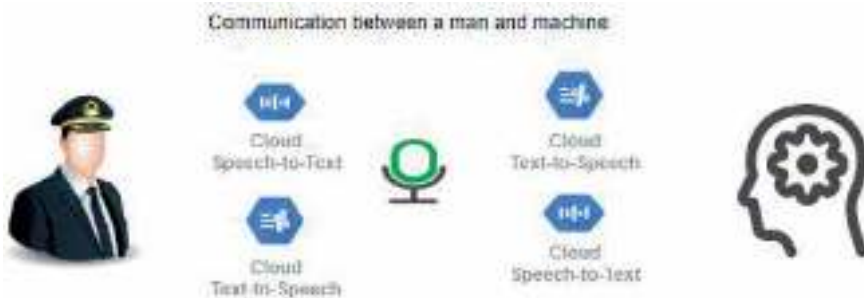 Communication between a man and machine
Cloud
Speech-to-Text
Cloud
Text-to-Speech
Cloud
Text-to-Speech
Cloud
Speech-to-Text